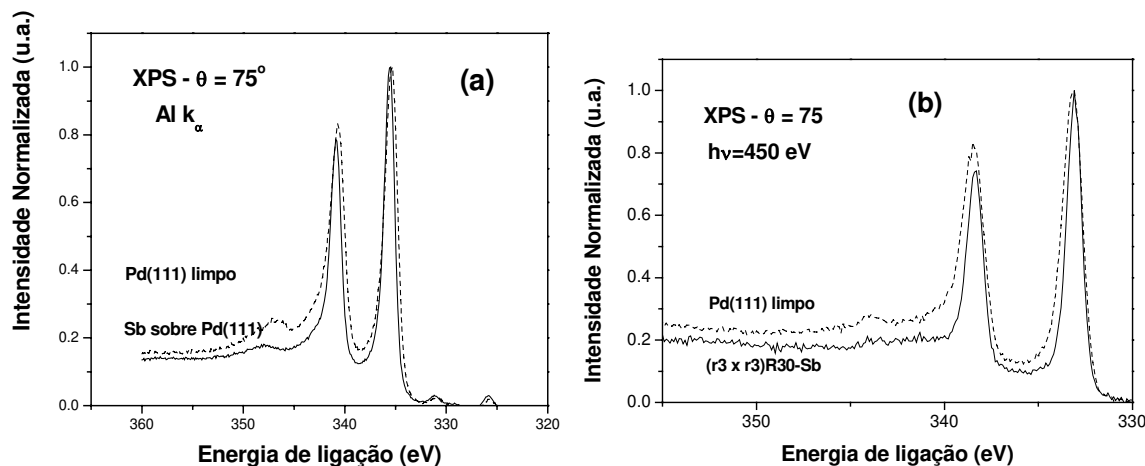 Intensidade Normalizada (u.a.)
1.0
0.8
0.6
0.4
0.2
0.0
XPS - θ = 75º
Al kα
(a)
Pd(111) limpo
Sb sobre Pd(111)
360 350 340 330 320
Energia de ligação (eV)
Intensidade Normalizada (u.a.)
1.0
0.8
0.6
0.4
0.2
0.0
XPS - θ = 75
hν=450 eV
(b)
Pd(111) limpo
(r3 x r3)R30-Sb
350 340 330
Energia de ligação (eV)